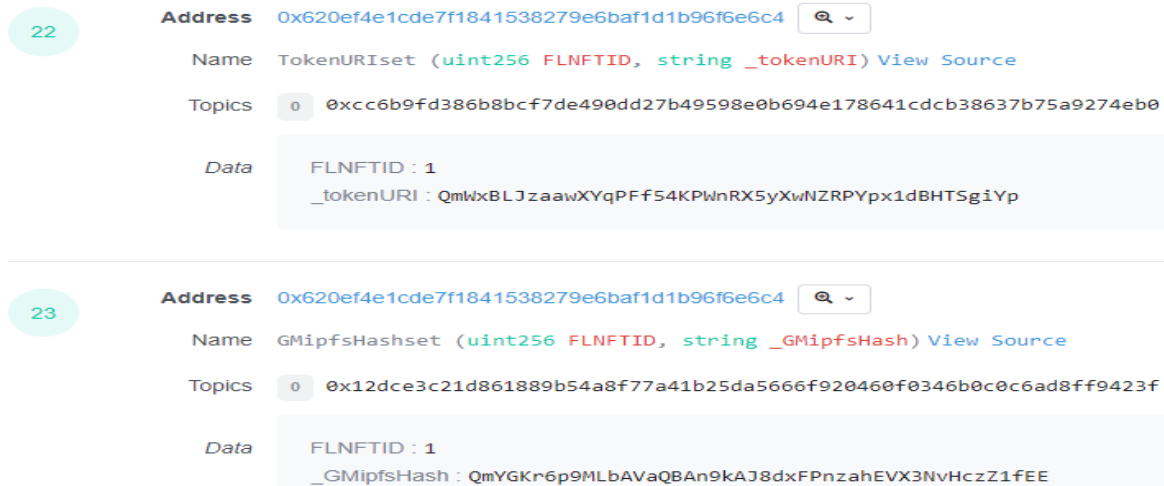 22
Address 0x620ef4e1cde7f1841538279e6baf1d1b96f6e6c4
Name TokenURIset (uint256 FLNFTID, string _tokenURI) View Source
Topics 0 0xcc6b9fd386b8bcf7de490dd27b49598e0b694e178641cdcb38637b75a9274eb0
Data FLNFTID : 1
_tokenURI : QmWxBLJzaawXYqPFf54KPWnRX5yXwNZRPYpx1dBHTSgiYp
23
Address 0x620ef4e1cde7f1841538279e6baf1d1b96f6e6c4
Name GMipfsHashset (uint256 FLNFTID, string _GMipfsHash) View Source
Topics 0 0x12dce3c21d861889b54a8f77a41b25da5666f920460f0346b0c0c6ad8ff9423f
Data FLNFTID : 1
_GMipfsHash : QmYGKr6p9MLbAVaQBAn9kAJ8dxFPnzahEVX3NvHczZ1fEE